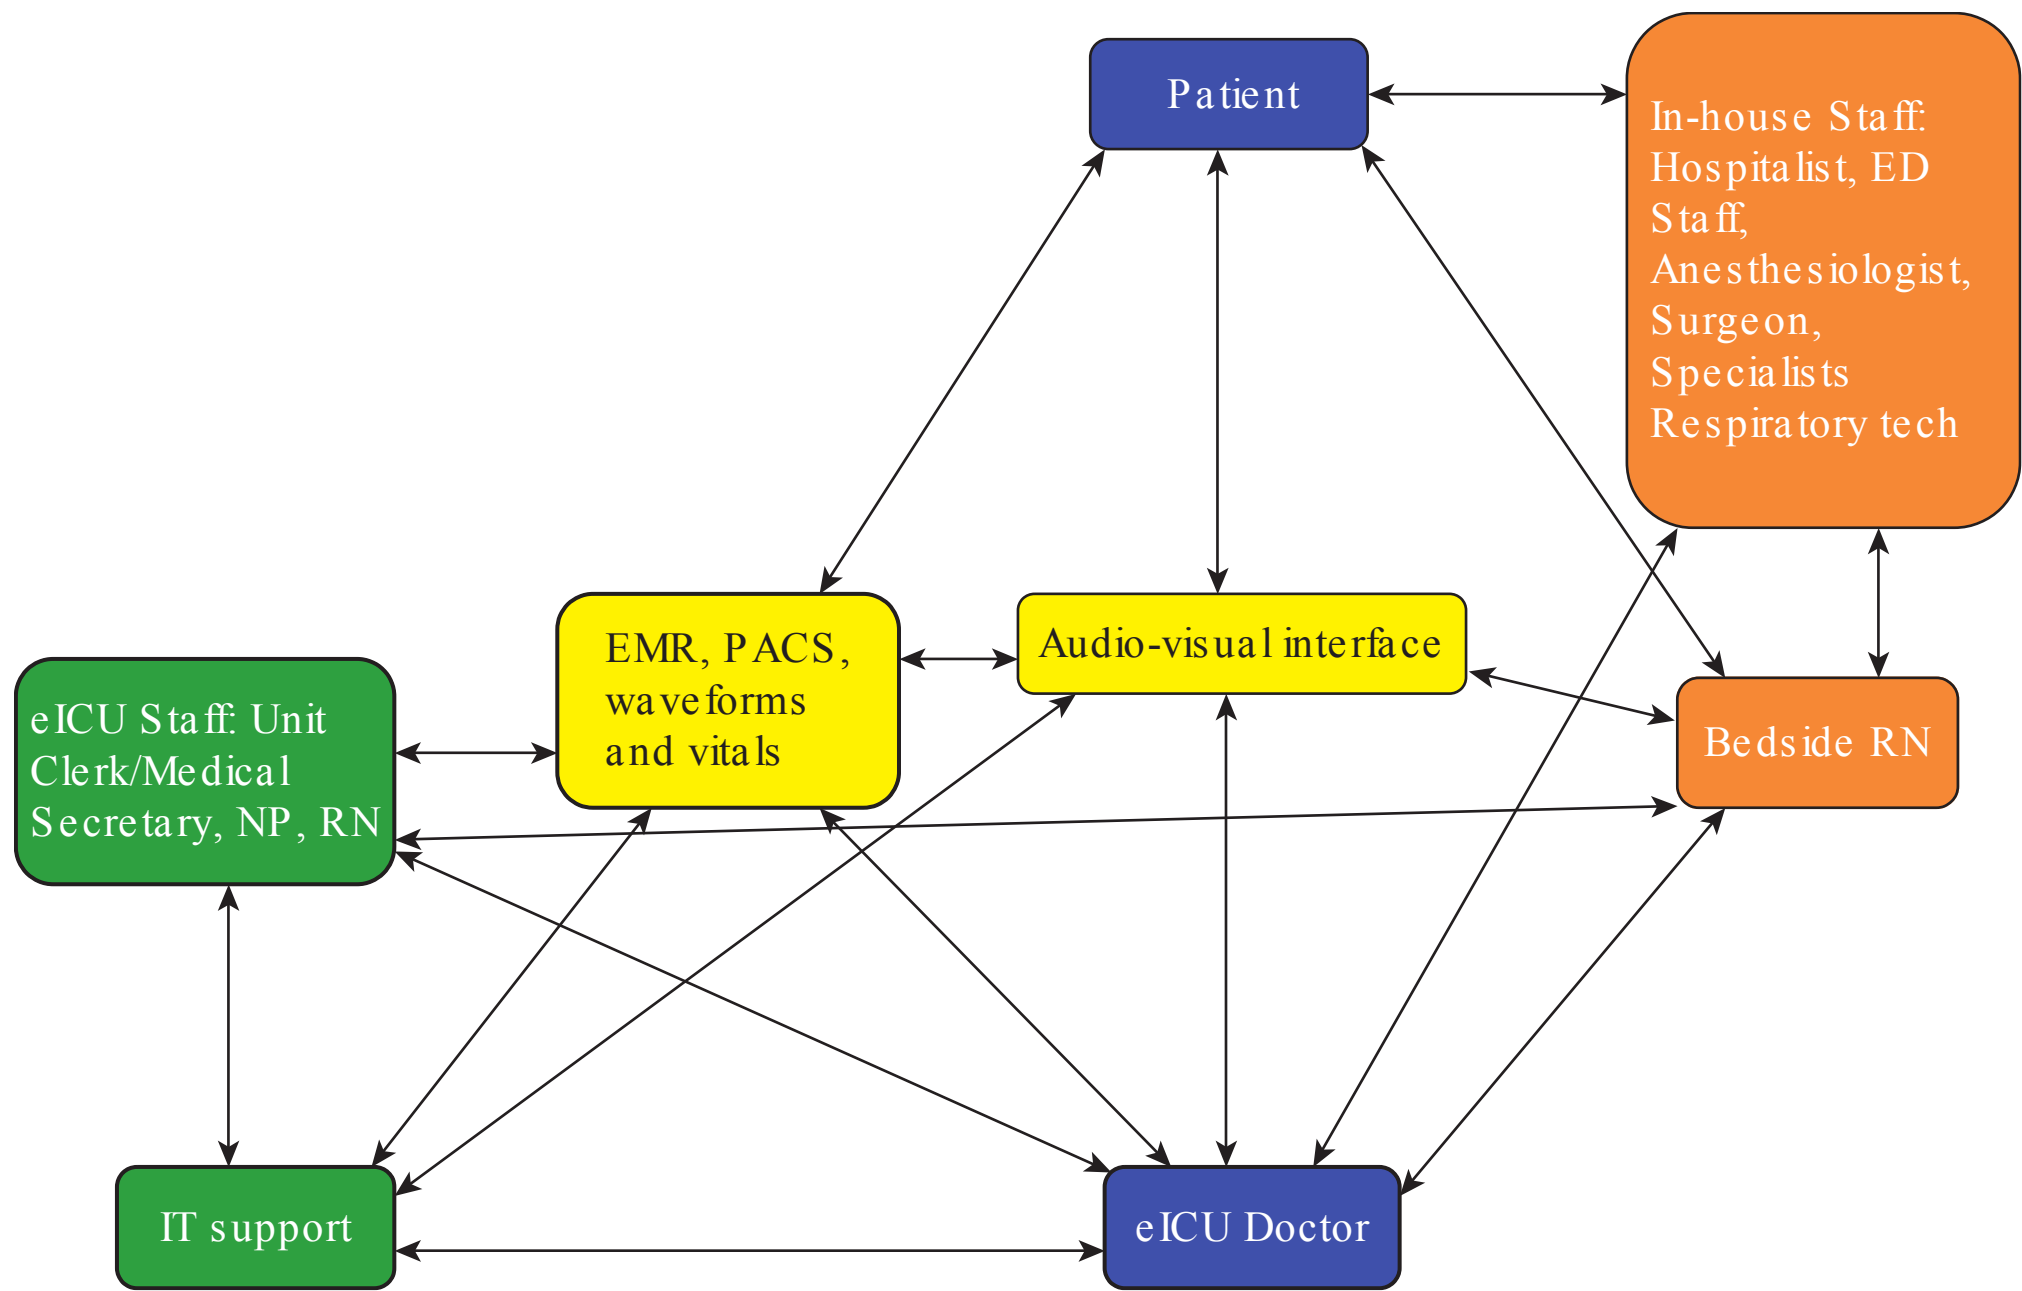 Patient
In-house Staff:
Hospitalist, ED
Staff,
Anesthesiologist,
Surgeon,
Specialists
Respiratory tech
EMR, PACS,
waveforms
and vitals
Audio-visual interface
eICU Staff: Unit
Clerk/Medical
Secretary, NP, RN
Bedside RN
IT support
eICU Doctor